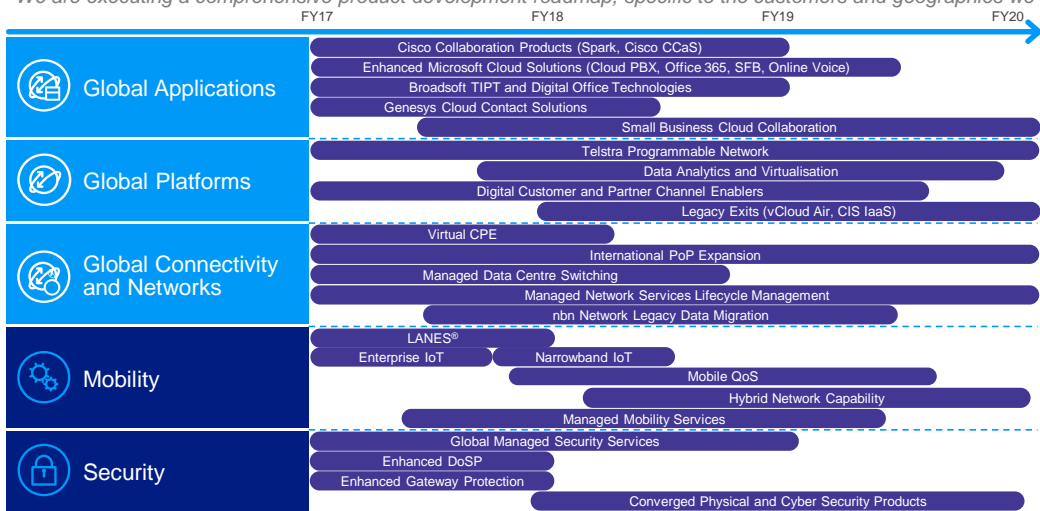 We are executing a comprehensive product development roadmap, specific to the customers and geographies we
FY17 FY18 FY19 FY20
Global Applications
Cisco Collaboration Products (Spark, Cisco CCaS)
Enhanced Microsoft Cloud Solutions (Cloud PBX, Office 365, SFB, Online Voice)
Broadsoft TIPT and Digital Office Technologies
Genesys Cloud Contact Solutions
Small Business Cloud Collaboration
Global Platforms
Telstra Programmable Network
Data Analytics and Virtualisation
Digital Customer and Partner Channel Enablers
Legacy Exits (vCloud Air, CIS IaaS)
Global Connectivity
and Networks
Virtual CPE
International PoP Expansion
Managed Data Centre Switching
Managed Network Services Lifecycle Management
nbn Network Legacy Data Migration
Mobility
LANES®
Enterprise IoT
Narrowband IoT
Mobile QoS
Hybrid Network Capability
Managed Mobility Services
Security
Global Managed Security Services
Enhanced DoSP
Enhanced Gateway Protection
Converged Physical and Cyber Security Products